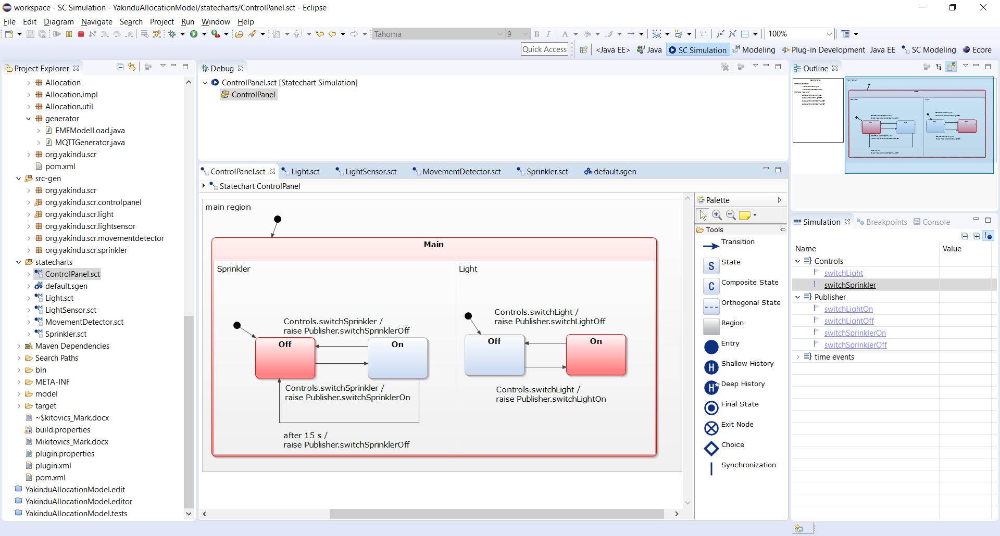 workspace - SC Simulation - YakinduAllocationModel/statecharts/ControlPanel.sct - Eclipse
File Edit Diagram Navigate Search Project Run Window Help
Tahoma 9 B I A 100%
Quick Access <Java EE> Java SC Simulation Modeling Plug-in Development Java EE SC Modeling Ecore
Project Explorer
Allocation
Allocation.impl
Allocation.util
generator
EMFModelLoad.java
MQTTGenerator.java
org.yakindu.scr
pom.xml
src-gen
org.yakindu.scr
org.yakindu.scr.controlpanel
org.yakindu.scr.light
org.yakindu.scr.lightsensor
org.yakindu.scr.movementdetector
org.yakindu.scr.sprinkler
statecharts
ControlPanel.sct
default.sgen
Light.sct
LightSensor.sct
MovementDetector.sct
Sprinkler.sct
Maven Dependencies
Search Paths
bin
META-INF
model
target
~$kitovics_Mark.docx
build.properties
Mikitovics_Mark.docx
plugin.properties
plugin.xml
pom.xml
YakinduAllocationModel.edit
YakinduAllocationModel.editor
YakinduAllocationModel.tests
Debug
ControlPanel.sct [Statechart Simulation]
ControlPanel
ControlPanel.sct Light.sct LightSensor.sct MovementDetector.sct Sprinkler.sct default.sgen
Statechart ControlPanel
main region
Main
Sprinkler
Controls.switchSprinkler /
raise Publisher.switchSprinklerOff
Off
On
Controls.switchSprinkler /
raise Publisher.switchSprinklerOn
after 15 s /
raise Publisher.switchSprinklerOff
Light
Controls.switchLight /
raise Publisher.switchLightOff
Off
On
Controls.switchLight /
raise Publisher.switchLightOn
Palette
Tools
Transition
S State
C Composite State
Orthogonal State
Region
Entry
H Shallow History
H Deep History
Final State
Exit Node
Choice
Synchronization
Outline
Simulation Breakpoints Console
Name Value
Controls
switchLight
switchSprinkler
Publisher
switchLightOn
switchLightOff
switchSprinklerOn
switchSprinklerOff
time events